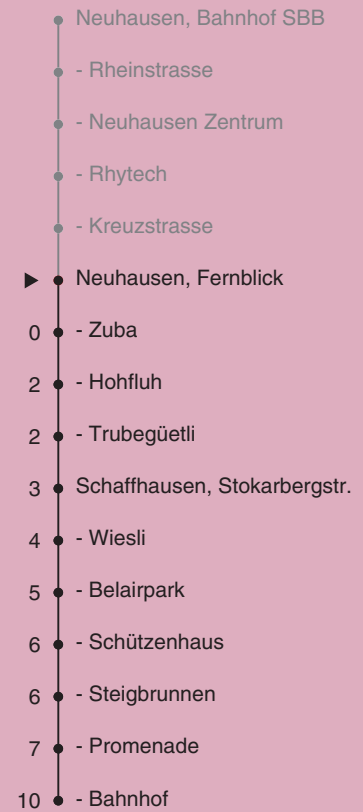 Neuhausen, Bahnhof SBB
- Rheinstrasse
- Neuhausen Zentrum
- Rhytech
- Kreuzstrasse
Neuhausen, Fernblick
0 - Zuba
2 - Hohfluh
2 - Trubegüetli
3 Schaffhausen, Stokarbergstr.
4 - Wiesli
5 - Belairpark
6 - Schützenhaus
6 - Steigbrunnen
7 - Promenade
10 - Bahnhof